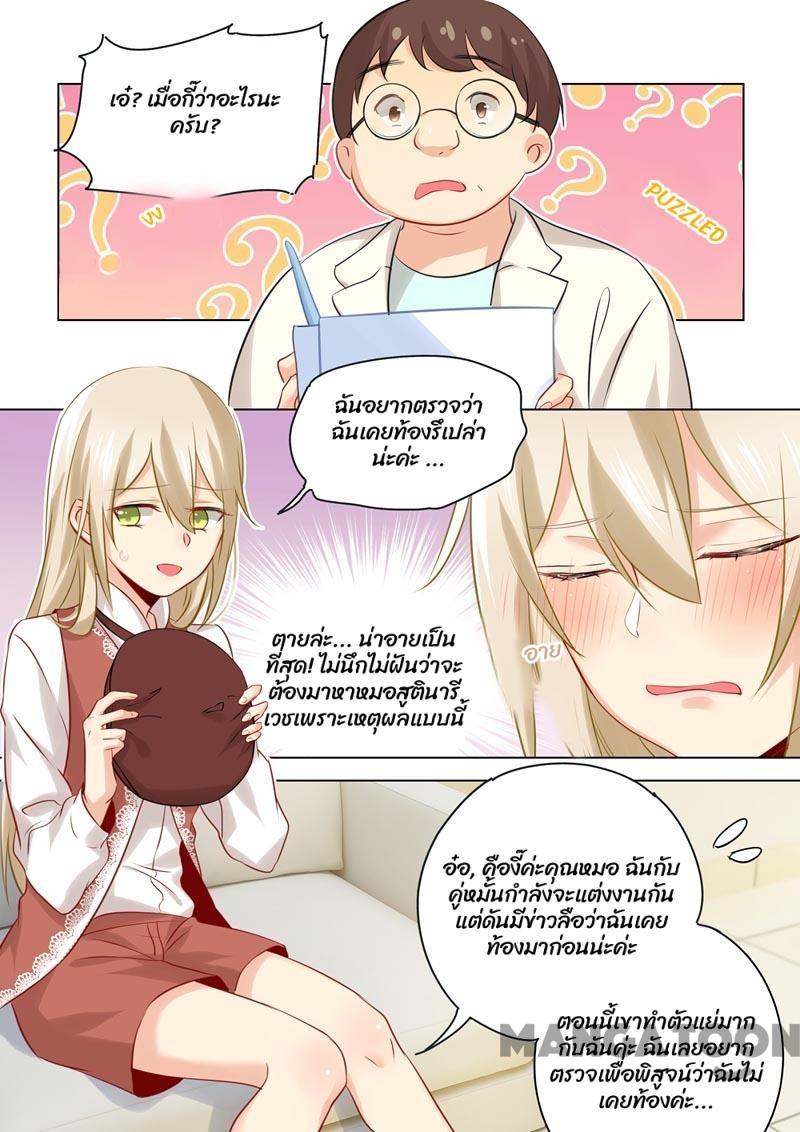 เอ๋? เมื่อกี๊ว่าอะไรนะ
ครับ?
VV
PUZZLED
ฉันอยากตรวจว่า
ฉันเคยท้องรึเปล่า
น่ะค่ะ ...
ตายล่ะ... น่าอายเป็น
ที่สุด! ไม่นึกไม่ฝันว่าจะ
ต้องมาหาหมอสูตินารี
เวชเพราะเหตุผลแบบนี้
อาย
อ๋อ, คืองี้ค่ะคุณหมอ ฉันกับ
คู่หมั้นกำลังจะแต่งงานกัน
แต่ดันมีข่าวลือว่าฉันเคย
ท้องมาก่อนน่ะค่ะ
ตอนนี้เขาทำตัวแย่มาก
กับฉันค่ะ ฉันเลยอยาก
ตรวจเพื่อพิสูจน์ว่าฉันไม่
เคยท้องค่ะ...
MANGATOON